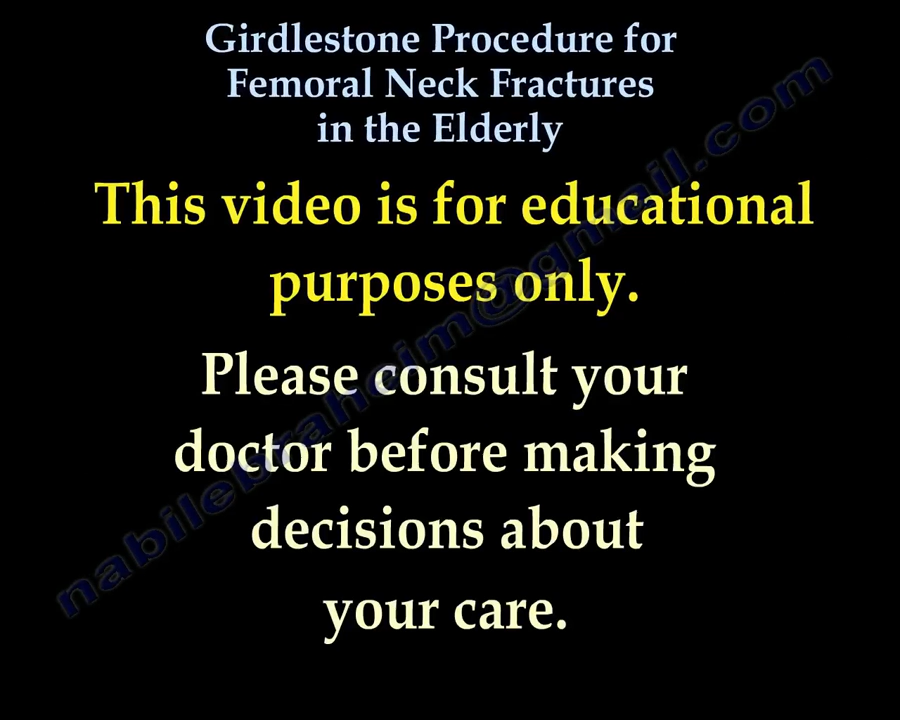 Girdlestone Procedure for
Femoral Neck Fractures
in the Elderly
This video is for educational
purposes only.
Please consult your
doctor before making
decisions about
your care.
nabilebraheim@gmail.com